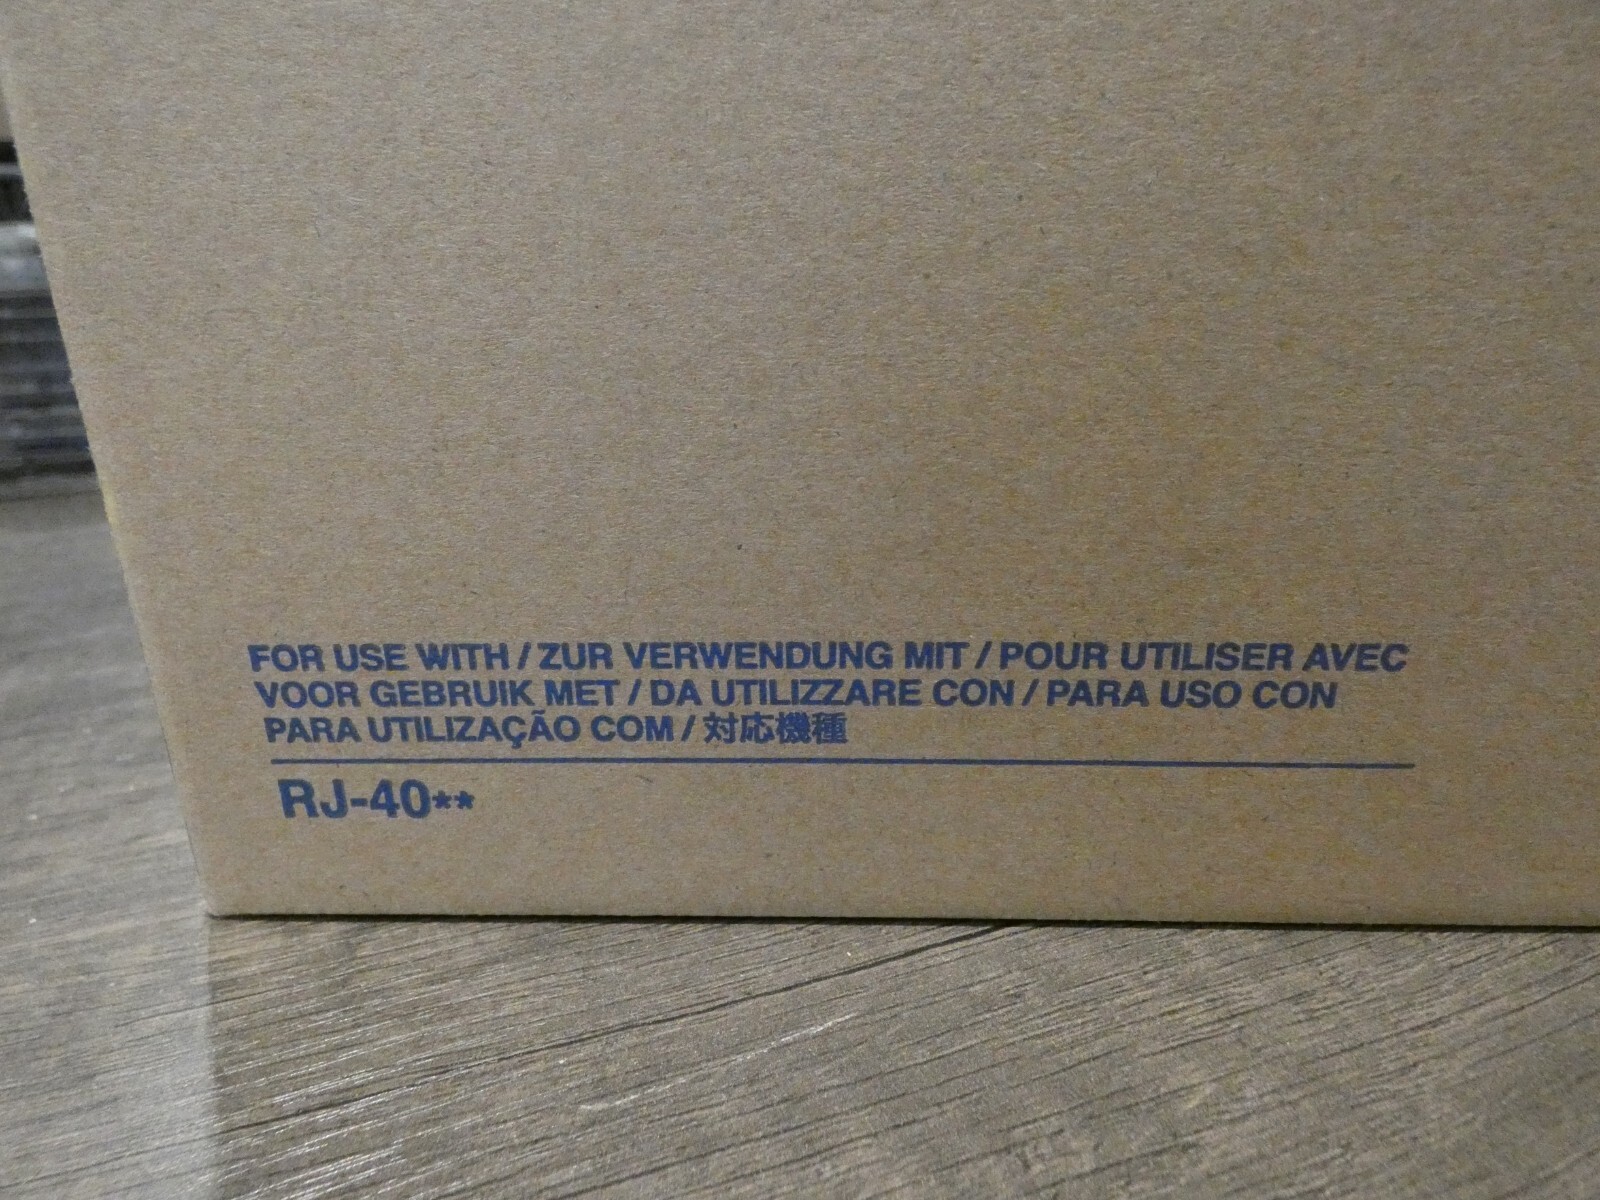 FOR USE WITH / ZUR VERWENDUNG MIT / POUR UTILISER AVEC
VOOR GEBRUIK MET / DA UTILIZZARE CON / PARA USO CON
PARA UTILIZAÇÃO COM / 対応機種
RJ-40**